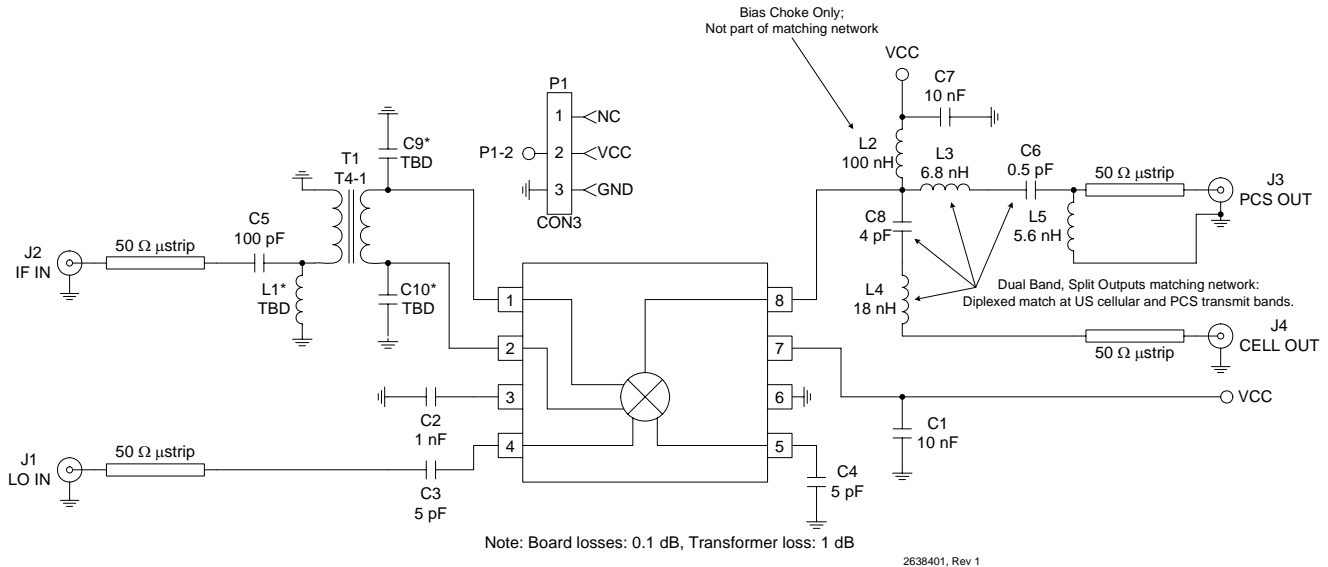 Bias Choke Only;
Not part of matching network
VCC
C7
10 nF
P1
1
NC
P1-2
2
VCC
3
GND
CON3
C9*
TBD
T1
T4-1
L2
100 nH
L3
6.8 nH
C6
0.5 pF
50 Ω µstrip
J3
PCS OUT
C5
100 pF
C8
4 pF
L5
5.6 nH
J2
IF IN
50 Ω µstrip
L1*
TBD
C10*
TBD
L4
18 nH
Dual Band, Split Outputs matching network:
Diplexed match at US cellular and PCS transmit bands.
1
8
J4
CELL OUT
50 Ω µstrip
2
7
3
6
VCC
C2
1 nF
C1
10 nF
4
5
J1
LO IN
50 Ω µstrip
C3
5 pF
C4
5 pF
Note: Board losses: 0.1 dB, Transformer loss: 1 dB
2638401, Rev 1